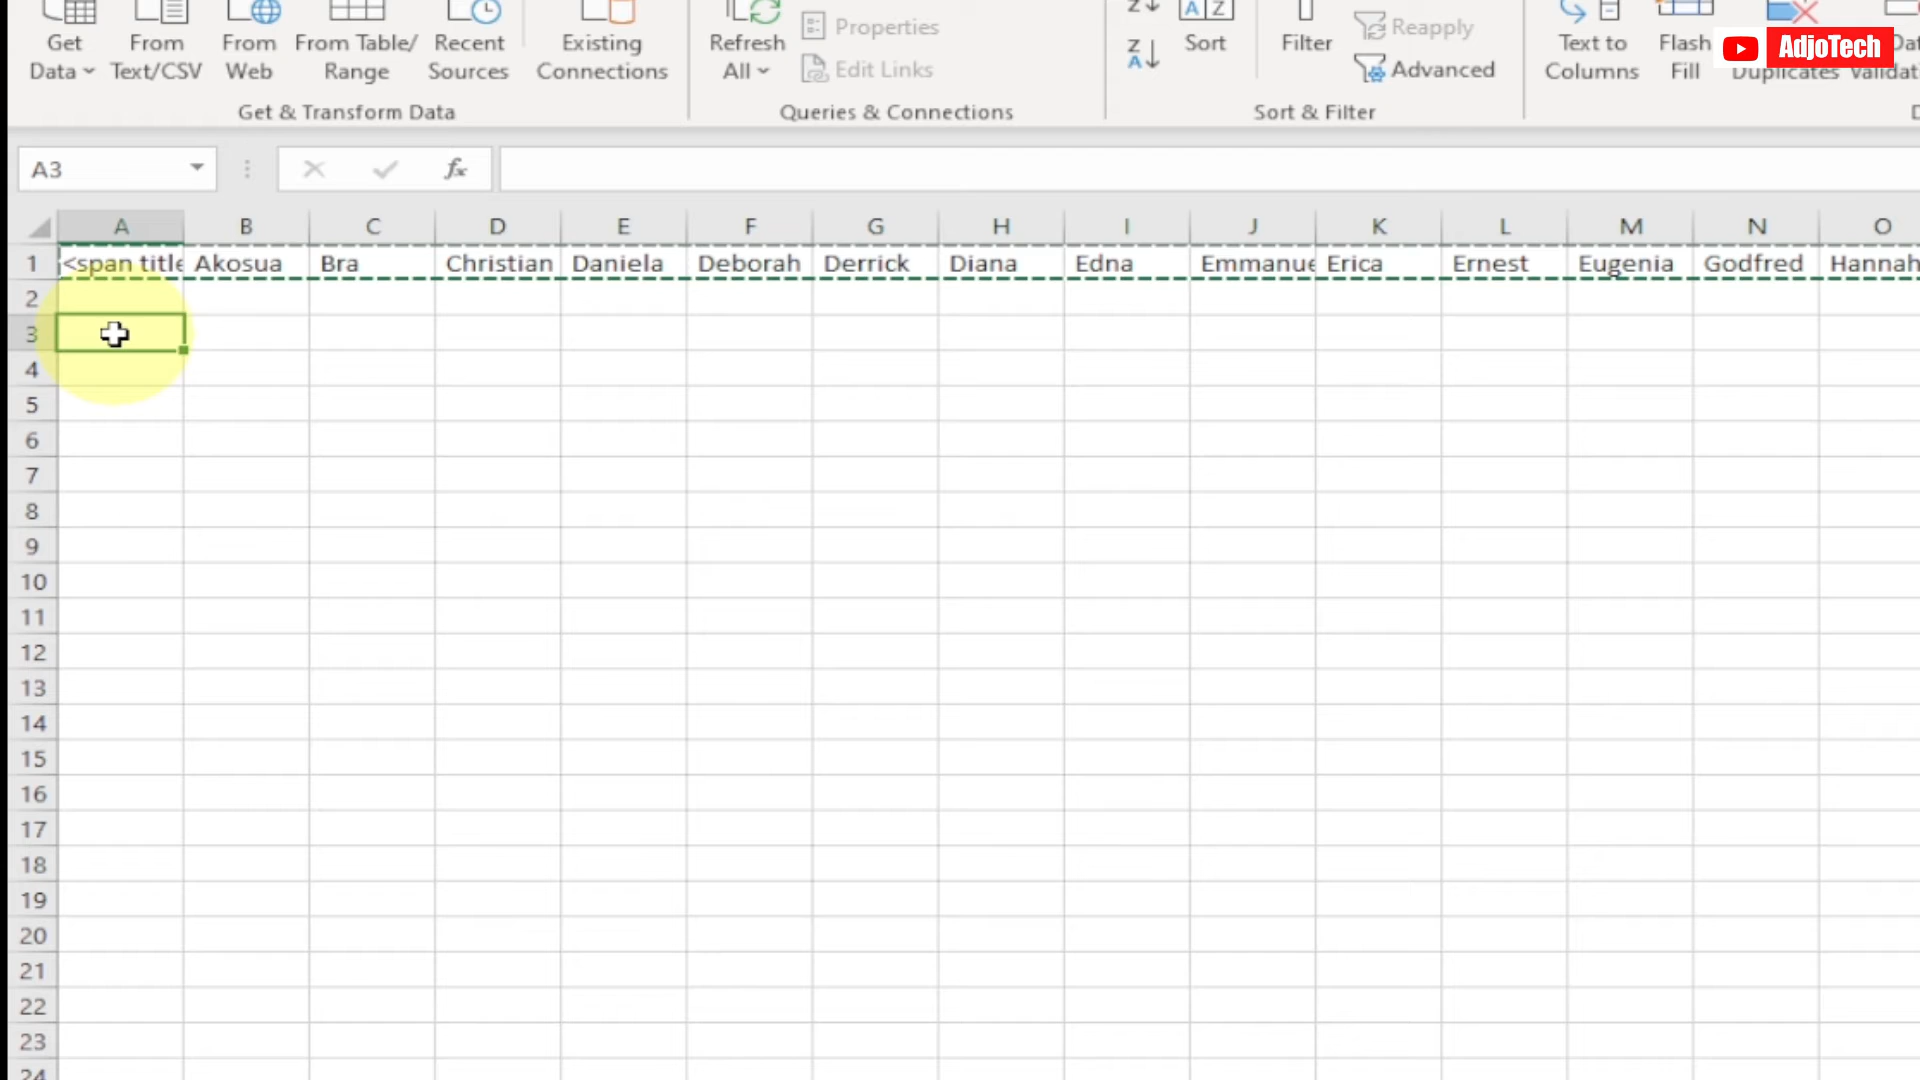 Get Data
From Text/CSV
From Web
From Table/ Range
Recent Sources
Existing Connections
Refresh All
Properties
Edit Links
Sort
Filter
Reapply
Advanced
Text to Columns
Flash Fill
Duplicates
AdjoTech
Get & Transform Data
Queries & Connections
Sort & Filter
A3
fx
A B C D E F G H I J K L M N O
1 <span title Akosua Bra Christian Daniela Deborah Derrick Diana Edna Emmanue Erica Ernest Eugenia Godfred Hannah
2
3
4
5
6
7
8
9
10
11
12
13
14
15
16
17
18
19
20
21
22
23
24